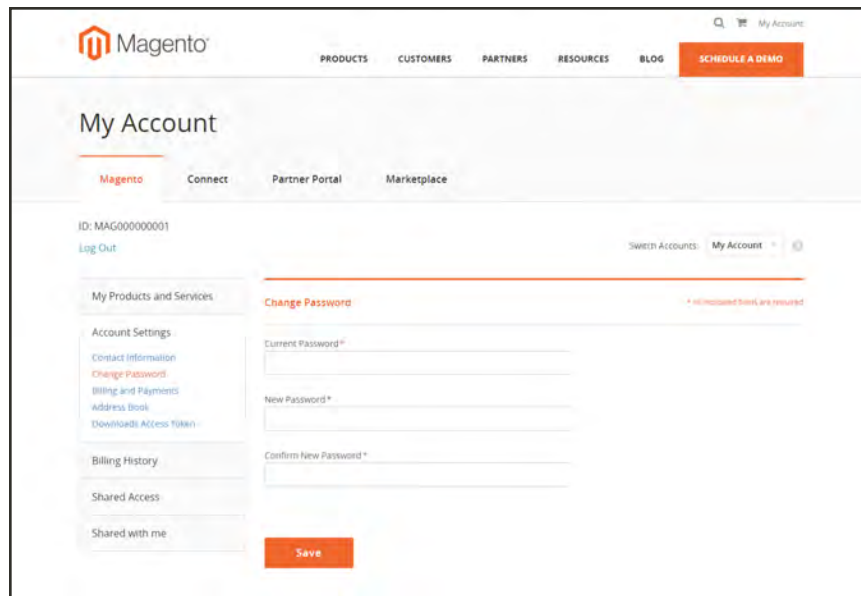 My Account
Magento
PRODUCTS CUSTOMERS PARTNERS RESOURCES BLOG SCHEDULE A DEMO
My Account
Magento Connect Partner Portal Marketplace
ID: MAG000000001
Log Out
Switch Accounts: My Account
My Products and Services
Account Settings
Contact Information
Change Password
Billing and Payments
Address Book
Downloads Access Token
Billing History
Shared Access
Shared with me
Change Password
are required
Current Password*
New Password*
Confirm New Password*
Save